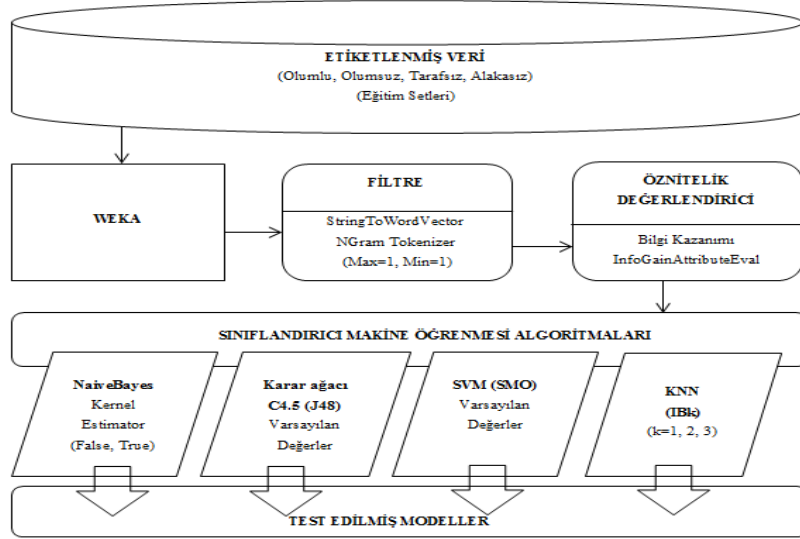 ETİKETLENMİŞ VERİ
(Olumlu, Olumsuz, Tarafsız, Alakasız)
(Eğitim Setleri)
WEKA
FİLTRE
StringToWordVector
NGram Tokenizer
(Max=1, Min=1)
ÖZNİTELİK
DEĞERLENDİRİCİ
Bilgi Kazanımı
InfoGainAttributeEval
SINIFLANDIRICI MAKİNE ÖĞRENMESİ ALGORİTMALARI
NaiveBayes
Kernel
Estimator
(False, True)
Karar ağacı
C4.5 (J48)
Varsayılan
Değerler
SVM (SMO)
Varsayılan
Değerler
KNN
(IBk)
(k=1, 2, 3)
TEST EDİLMİŞ MODELLER